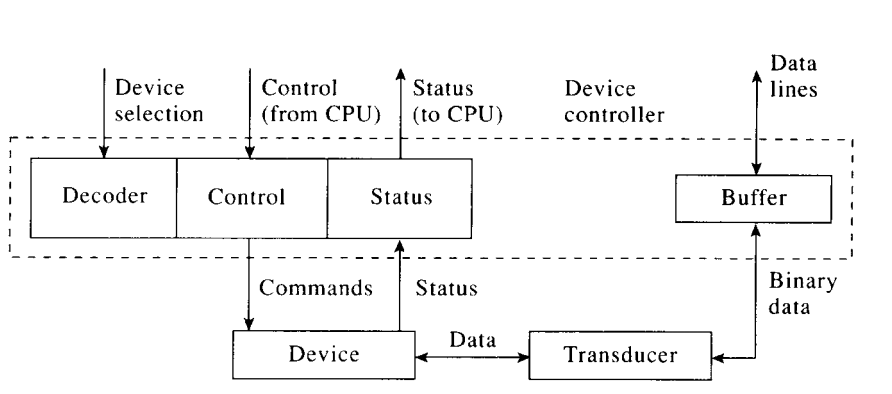 Device
selection
Control
(from CPU)
Status
(to CPU)
Device
controller
Data
lines
Decoder
Control
Status
Buffer
Commands
Status
Binary
data
Device
Data
Transducer